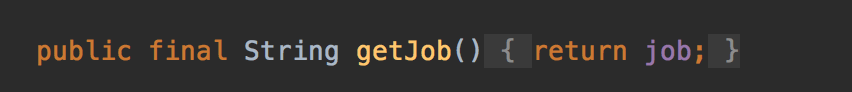 public final String getJob() { return job; }